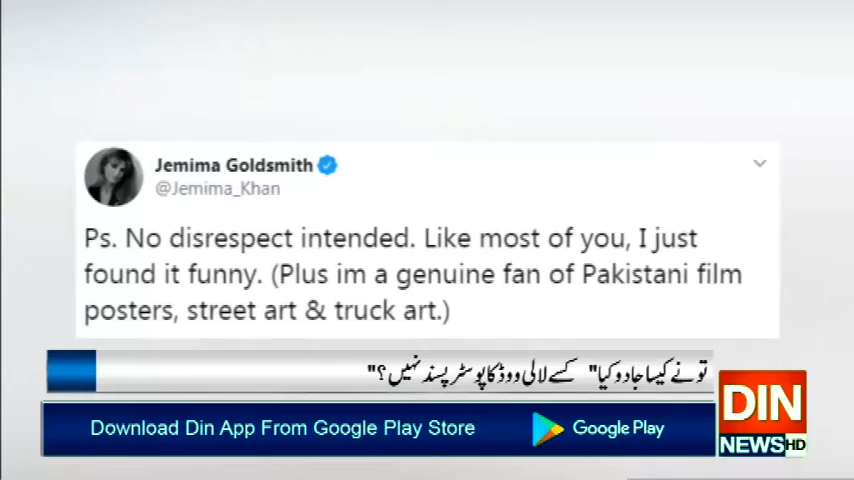 Jemima Goldsmith
@Jemima_Khan
Ps. No disrespect intended. Like most of you, I just
found it funny. (Plus im a genuine fan of Pakistani film
posters, street art & truck art.)
تو نے کیسا جادو کیا" کسے لالی ووڈ کا پوسٹر پسند نہیں؟"
Download Din App From Google Play Store
Google Play
DIN
NEWS HD